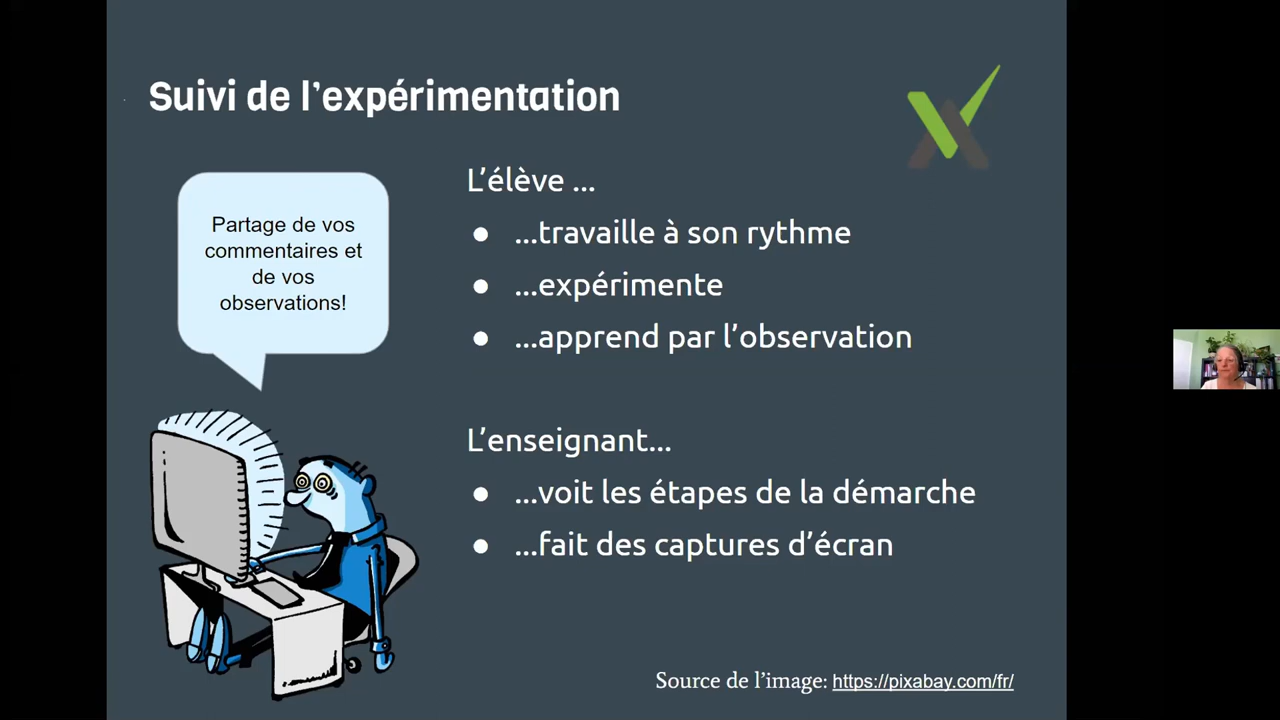 Suivi de l’expérimentation
Partage de vos
commentaires et
de vos
observations!
L’élève ...
● ...travaille à son rythme
● ...expérimente
● ...apprend par l’observation
L’enseignant...
● ...voit les étapes de la démarche
● ...fait des captures d’écran
Source de l’image: https://pixabay.com/fr/